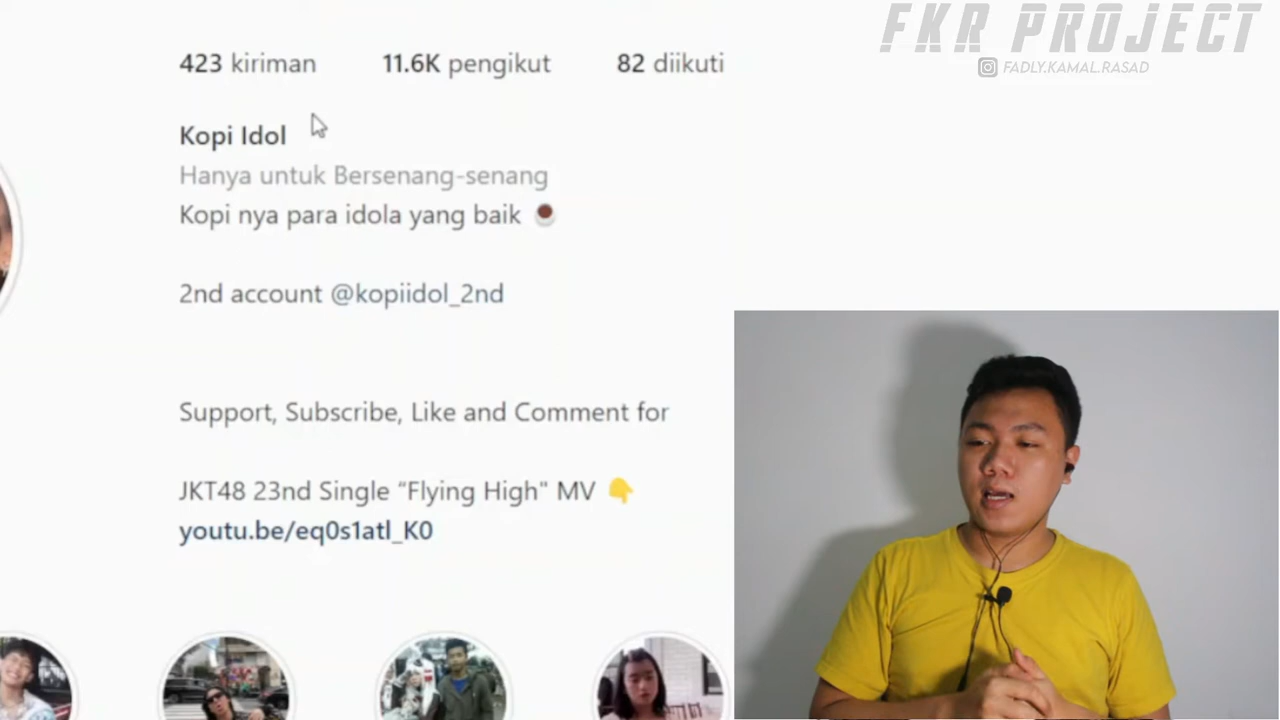 FKR PROJECT
FADLY.KAMAL.RASAD
423 kiriman 11.6K pengikut 82 diikuti
Kopi Idol
Hanya untuk Bersenang-senang
Kopi nya para idola yang baik ☕
2nd account @kopiidol_2nd
Support, Subscribe, Like and Comment for
JKT48 23nd Single “Flying High" MV 👇
youtu.be/eq0s1atl_K0